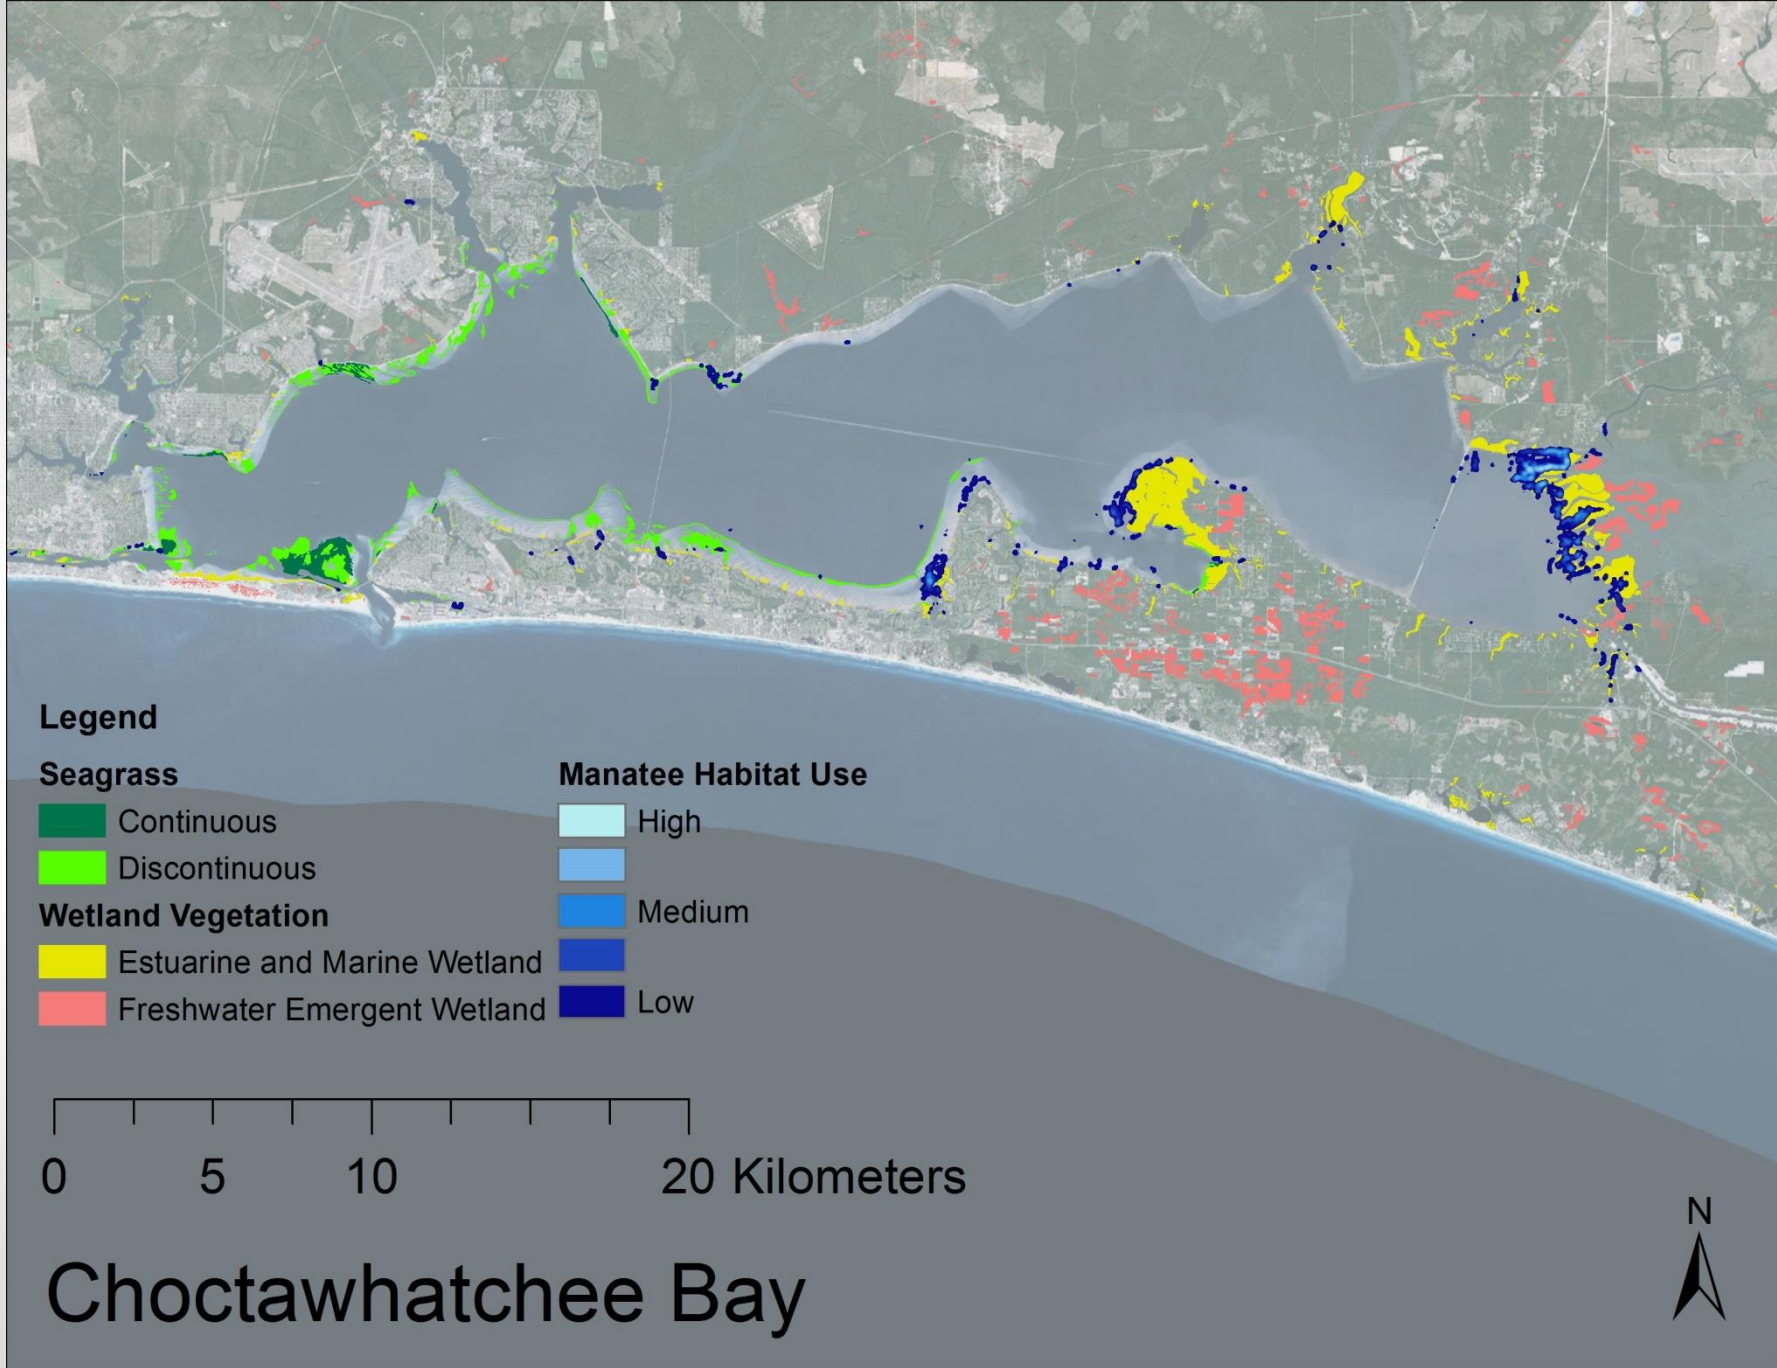 Legend
Seagrass
Continuous
Discontinuous
Wetland Vegetation
Estuarine and Marine Wetland
Freshwater Emergent Wetland
Manatee Habitat Use
High
Medium
Low
0 5 10 20 Kilometers
N
Choctawhatchee Bay